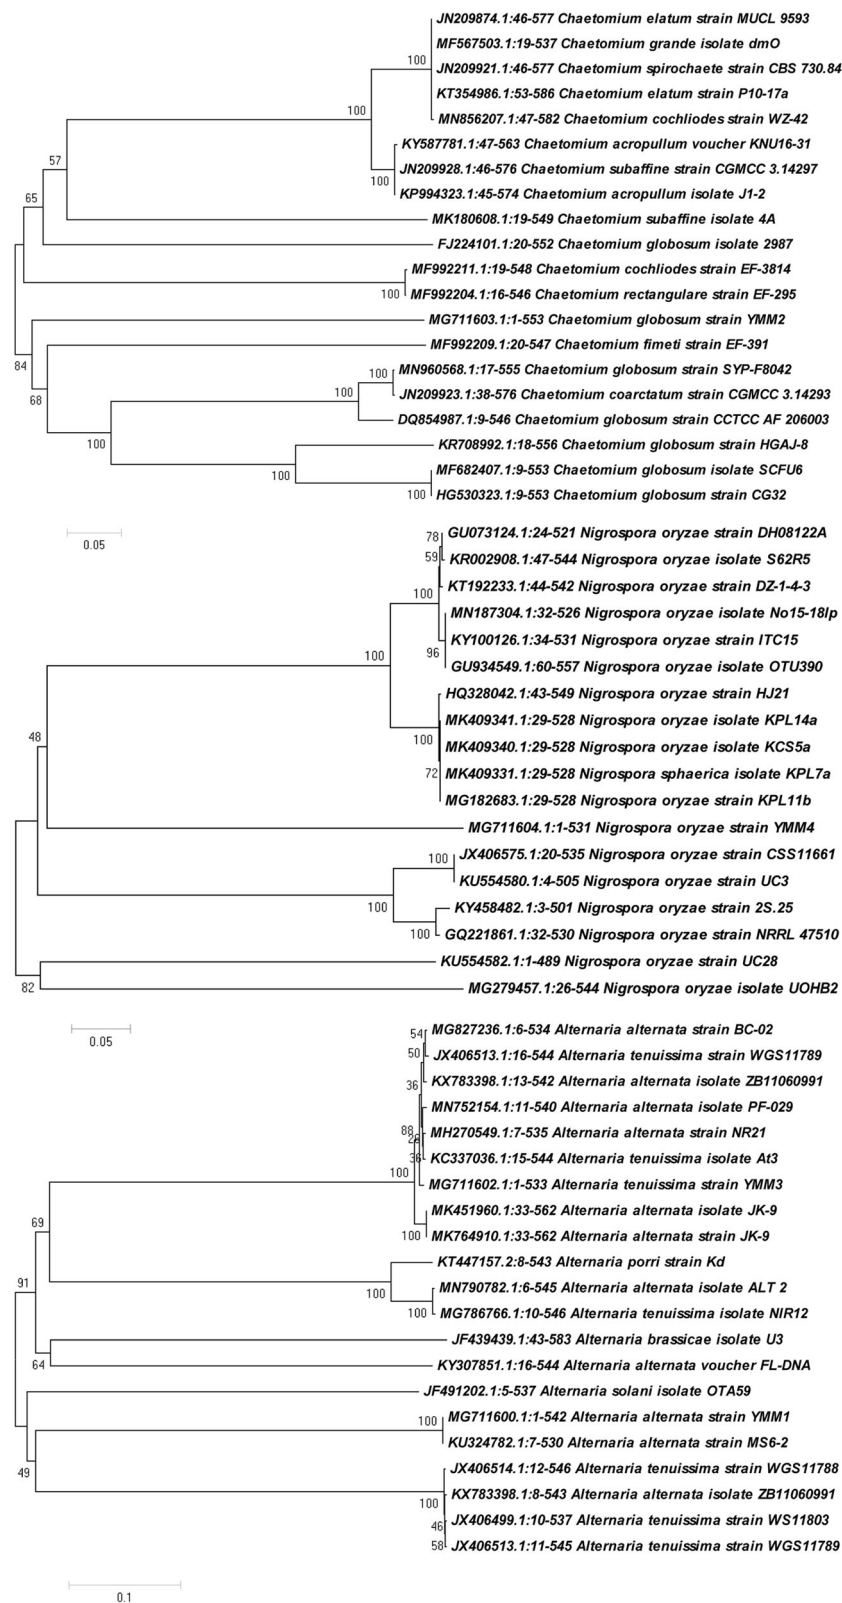 JN209874.1:46-577 Chaetomium elatum strain MUCL 9593
MF567503.1:19-537 Chaetomium grande isolate dmO
100 JN209921.1:46-577 Chaetomium spirochaete strain CBS 730.84
KT354986.1:53-586 Chaetomium elatum strain P10-17a
100
MN856207.1:47-582 Chaetomium cochliodes strain WZ-42
KY587781.1:47-563 Chaetomium acropullum voucher KNU16-31
57
JN209928.1:46-576 Chaetomium subaffine strain CGMCC 3.14297
100
KP994323.1:45-574 Chaetomium acropullum isolate J1-2
65
MK180608.1:19-549 Chaetomium subaffine isolate 4A
FJ224101.1:20-552 Chaetomium globosum isolate 2987
MF992211.1:19-548 Chaetomium cochliodes strain EF-3814
100 MF992204.1:16-546 Chaetomium rectangulare strain EF-295
MG711603.1:1-553 Chaetomium globosum strain YMM2
MF992209.1:20-547 Chaetomium fimeti strain EF-391
84
100 MN960568.1:17-555 Chaetomium globosum strain SYP-F8042
100 JN209923.1:38-576 Chaetomium coarctatum strain CGMCC 3.14293
68
DQ854987.1:9-546 Chaetomium globosum strain CCTCC AF 206003
100 KR708992.1:18-556 Chaetomium globosum strain HGAJ-8
MF682407.1:9-553 Chaetomium globosum isolate SCFU6
100
100 HG530323.1:9-553 Chaetomium globosum strain CG32
0.05
78 GU073124.1:24-521 Nigrospora oryzae strain DH08122A
59 KR002908.1:47-544 Nigrospora oryzae isolate S62R5
KT192233.1:44-542 Nigrospora oryzae strain DZ-1-4-3
100
MN187304.1:32-526 Nigrospora oryzae isolate No15-18lp
KY100126.1:34-531 Nigrospora oryzae strain ITC15
96
100
GU934549.1:60-557 Nigrospora oryzae isolate OTU390
HQ328042.1:43-549 Nigrospora oryzae strain HJ21
MK409341.1:29-528 Nigrospora oryzae isolate KPL14a
48 100
MK409340.1:29-528 Nigrospora oryzae isolate KCS5a
72 MK409331.1:29-528 Nigrospora sphaerica isolate KPL7a
MG182683.1:29-528 Nigrospora oryzae strain KPL11b
MG711604.1:1-531 Nigrospora oryzae strain YMM4
100 JX406575.1:20-535 Nigrospora oryzae strain CSS11661
KU554580.1:4-505 Nigrospora oryzae strain UC3
100 KY458482.1:3-501 Nigrospora oryzae strain 2S.25
100 GQ221861.1:32-530 Nigrospora oryzae strain NRRL 47510
KU554582.1:1-489 Nigrospora oryzae strain UC28
82 MG279457.1:26-544 Nigrospora oryzae isolate UOHB2
0.05
54 MG827236.1:6-534 Alternaria alternata strain BC-02
50 JX406513.1:16-544 Alternaria tenuissima strain WGS11789
36 KX783398.1:13-542 Alternaria alternata isolate ZB11060991
MN752154.1:11-540 Alternaria alternata isolate PF-029
88 MH270549.1:7-535 Alternaria alternata strain NR21
36 KC337036.1:15-544 Alternaria tenuissima isolate At3
100
MG711602.1:1-533 Alternaria tenuissima strain YMM3
MK451960.1:33-562 Alternaria alternata isolate JK-9
69
100 MK764910.1:33-562 Alternaria alternata strain JK-9
KT447157.2:8-543 Alternaria porri strain Kd
91
100 MN790782.1:6-545 Alternaria alternata isolate ALT 2
100 MG786766.1:10-546 Alternaria tenuissima isolate NIR12
JF439439.1:43-583 Alternaria brassicae isolate U3
64 KY307851.1:16-544 Alternaria alternata voucher FL-DNA
JF491202.1:5-537 Alternaria solani isolate OTA59
100 MG711600.1:1-542 Alternaria alternata strain YMM1
KU324782.1:7-530 Alternaria alternata strain MS6-2
49
JX406514.1:12-546 Alternaria tenuissima strain WGS11788
100 KX783398.1:8-543 Alternaria alternata isolate ZB11060991
46 JX406499.1:10-537 Alternaria tenuissima strain WS11803
58 JX406513.1:11-545 Alternaria tenuissima strain WGS11789
0.1